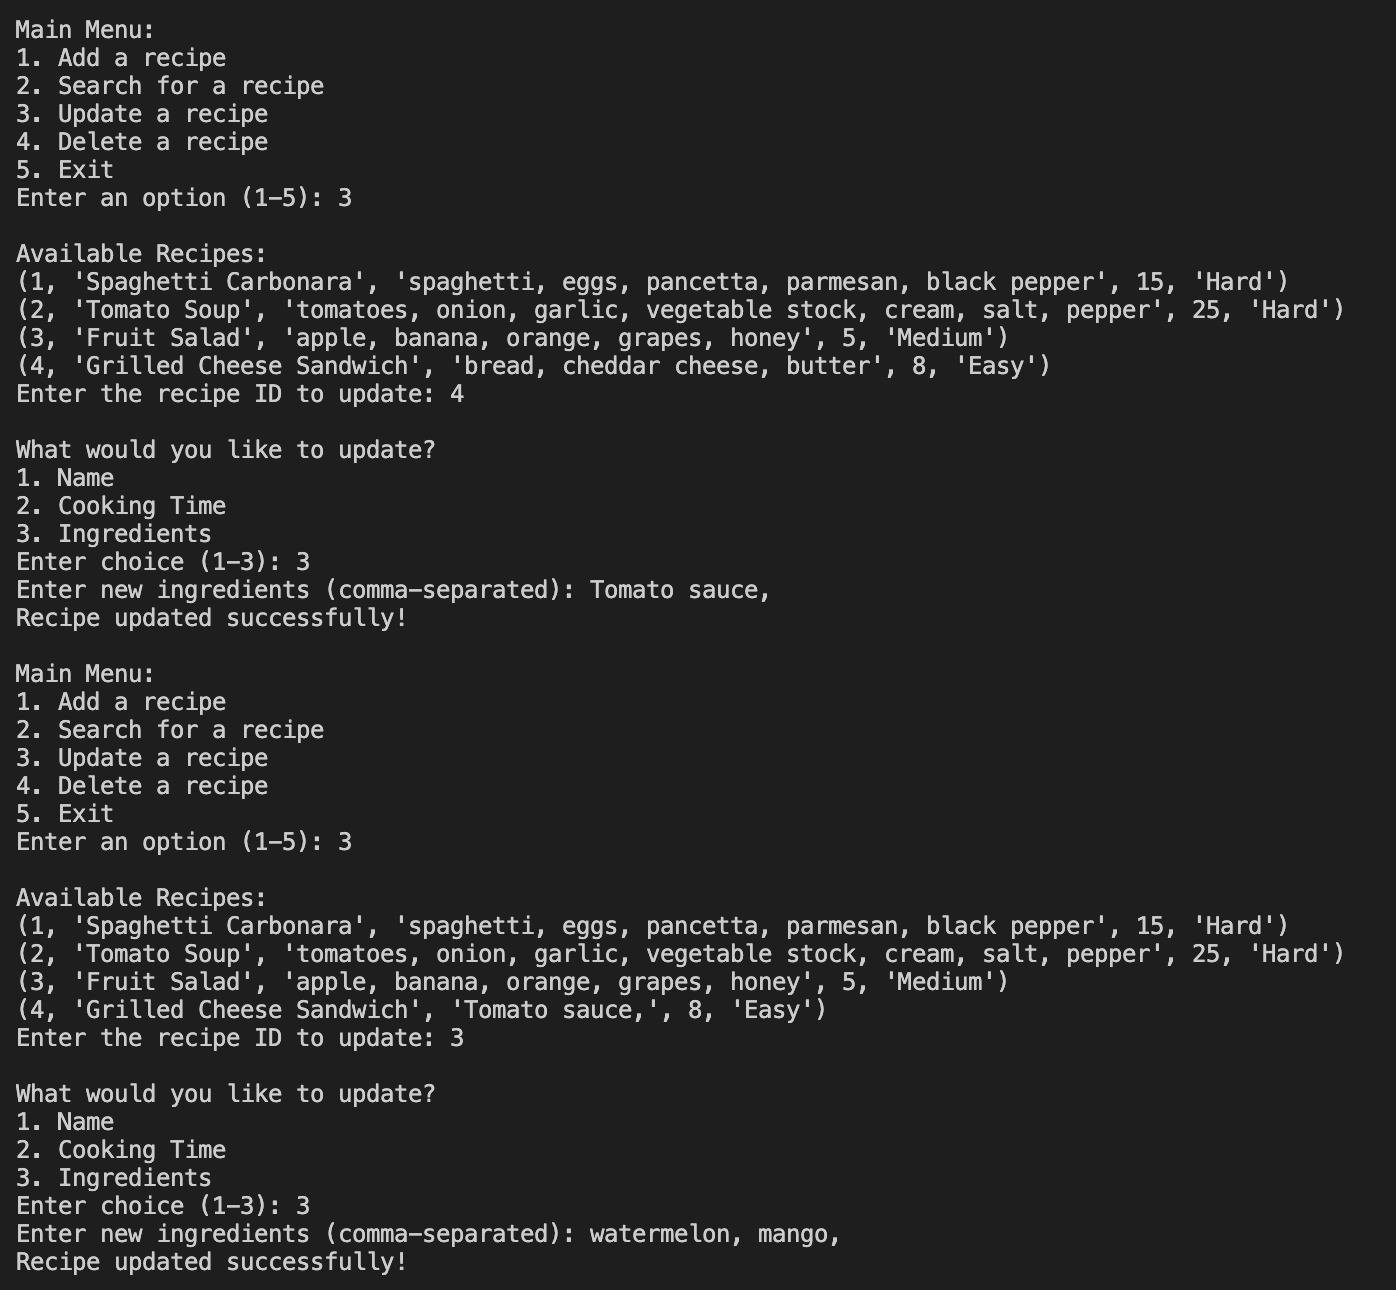 Main Menu:
1. Add a recipe
2. Search for a recipe
3. Update a recipe
4. Delete a recipe
5. Exit
Enter an option (1-5): 3
Available Recipes:
(1, 'Spaghetti Carbonara', 'spaghetti, eggs, pancetta, parmesan, black pepper', 15, 'Hard')
(2, 'Tomato Soup', 'tomatoes, onion, garlic, vegetable stock, cream, salt, pepper', 25, 'Hard')
(3, 'Fruit Salad', 'apple, banana, orange, grapes, honey', 5, 'Medium')
(4, 'Grilled Cheese Sandwich', 'bread, cheddar cheese, butter', 8, 'Easy')
Enter the recipe ID to update: 4
What would you like to update?
1. Name
2. Cooking Time
3. Ingredients
Enter choice (1-3): 3
Enter new ingredients (comma-separated): Tomato sauce,
Recipe updated successfully!
Main Menu:
1. Add a recipe
2. Search for a recipe
3. Update a recipe
4. Delete a recipe
5. Exit
Enter an option (1-5): 3
Available Recipes:
(1, 'Spaghetti Carbonara', 'spaghetti, eggs, pancetta, parmesan, black pepper', 15, 'Hard')
(2, 'Tomato Soup', 'tomatoes, onion, garlic, vegetable stock, cream, salt, pepper', 25, 'Hard')
(3, 'Fruit Salad', 'apple, banana, orange, grapes, honey', 5, 'Medium')
(4, 'Grilled Cheese Sandwich', 'Tomato sauce,', 8, 'Easy')
Enter the recipe ID to update: 3
What would you like to update?
1. Name
2. Cooking Time
3. Ingredients
Enter choice (1-3): 3
Enter new ingredients (comma-separated): watermelon, mango,
Recipe updated successfully!